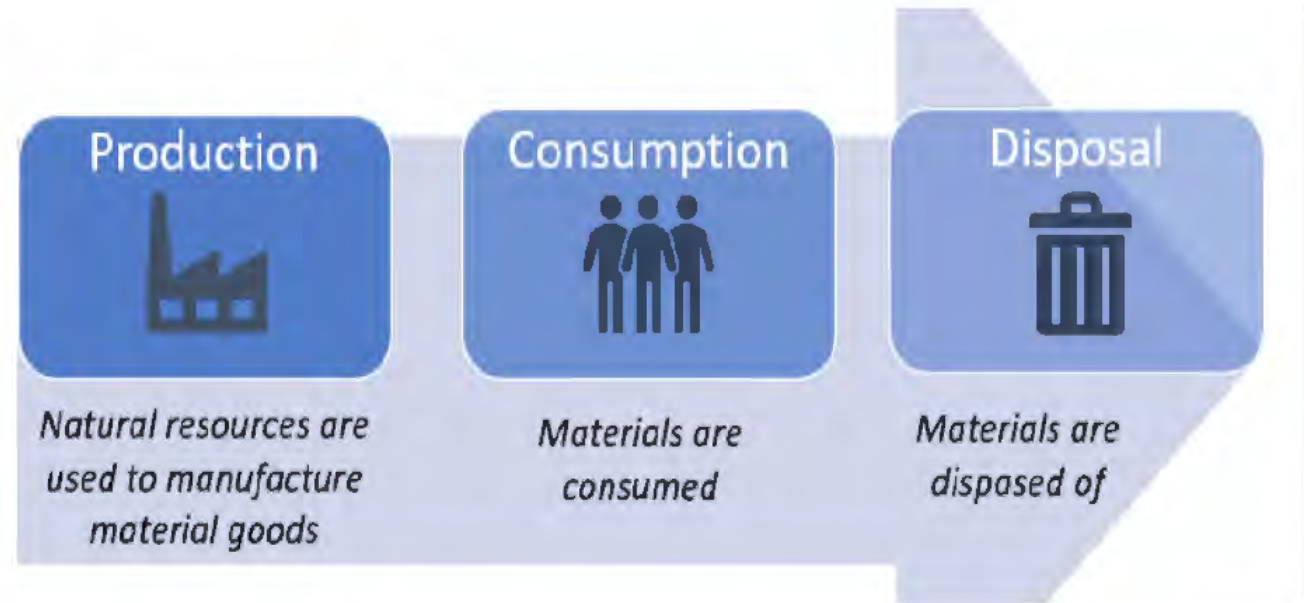 Production
Natural resources are
used to manufacture
material goods
Consumption
Materials are
consumed
Disposal
Materials are
disposed of